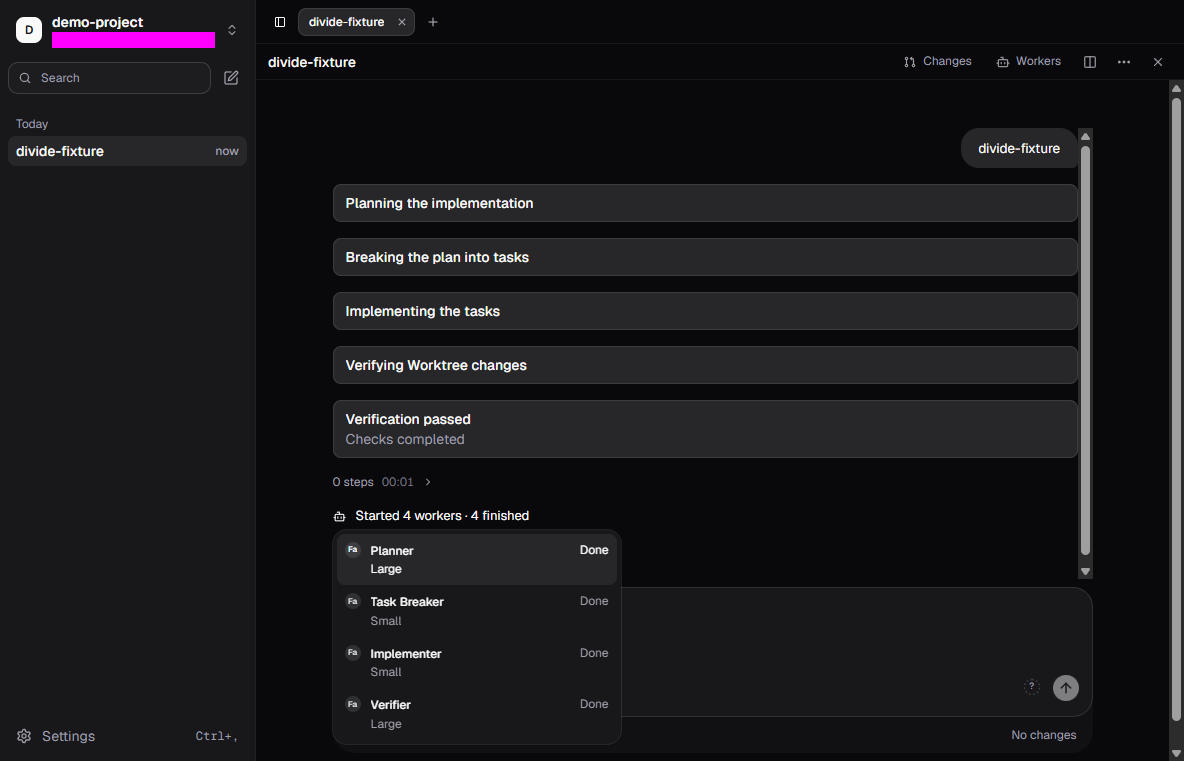 D
demo-project
Search
Today
divide-fixture now
Settings Ctrl+,
divide-fixture
divide-fixture
Changes
Workers
divide-fixture
Planning the implementation
Breaking the plan into tasks
Implementing the tasks
Verifying Worktree changes
Verification passed
Checks completed
0 steps 00:01
Started 4 workers · 4 finished
Fa Planner Done
Large
Fa Task Breaker Done
Small
Fa Implementer Done
Small
Fa Verifier Done
Large
?
No changes